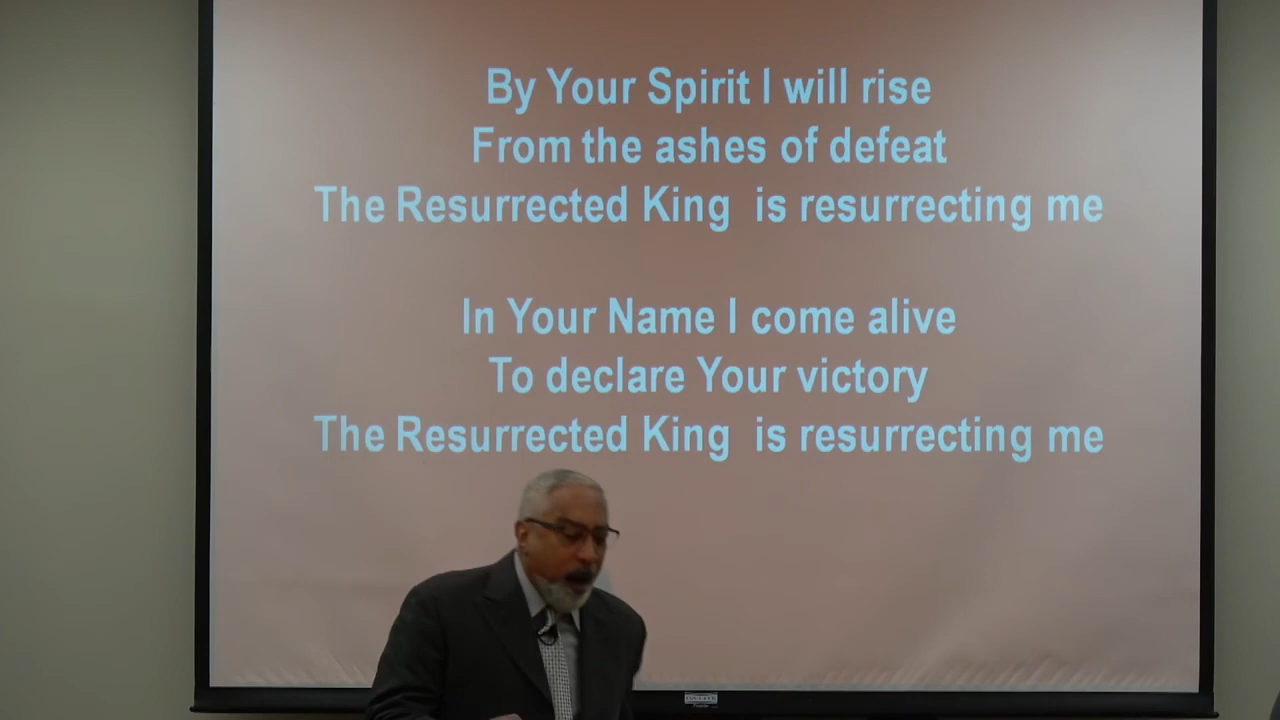 By Your Spirit I will rise
From the ashes of defeat
The Resurrected King is resurrecting me
In Your Name I come alive
To declare Your victory
The Resurrected King is resurrecting me